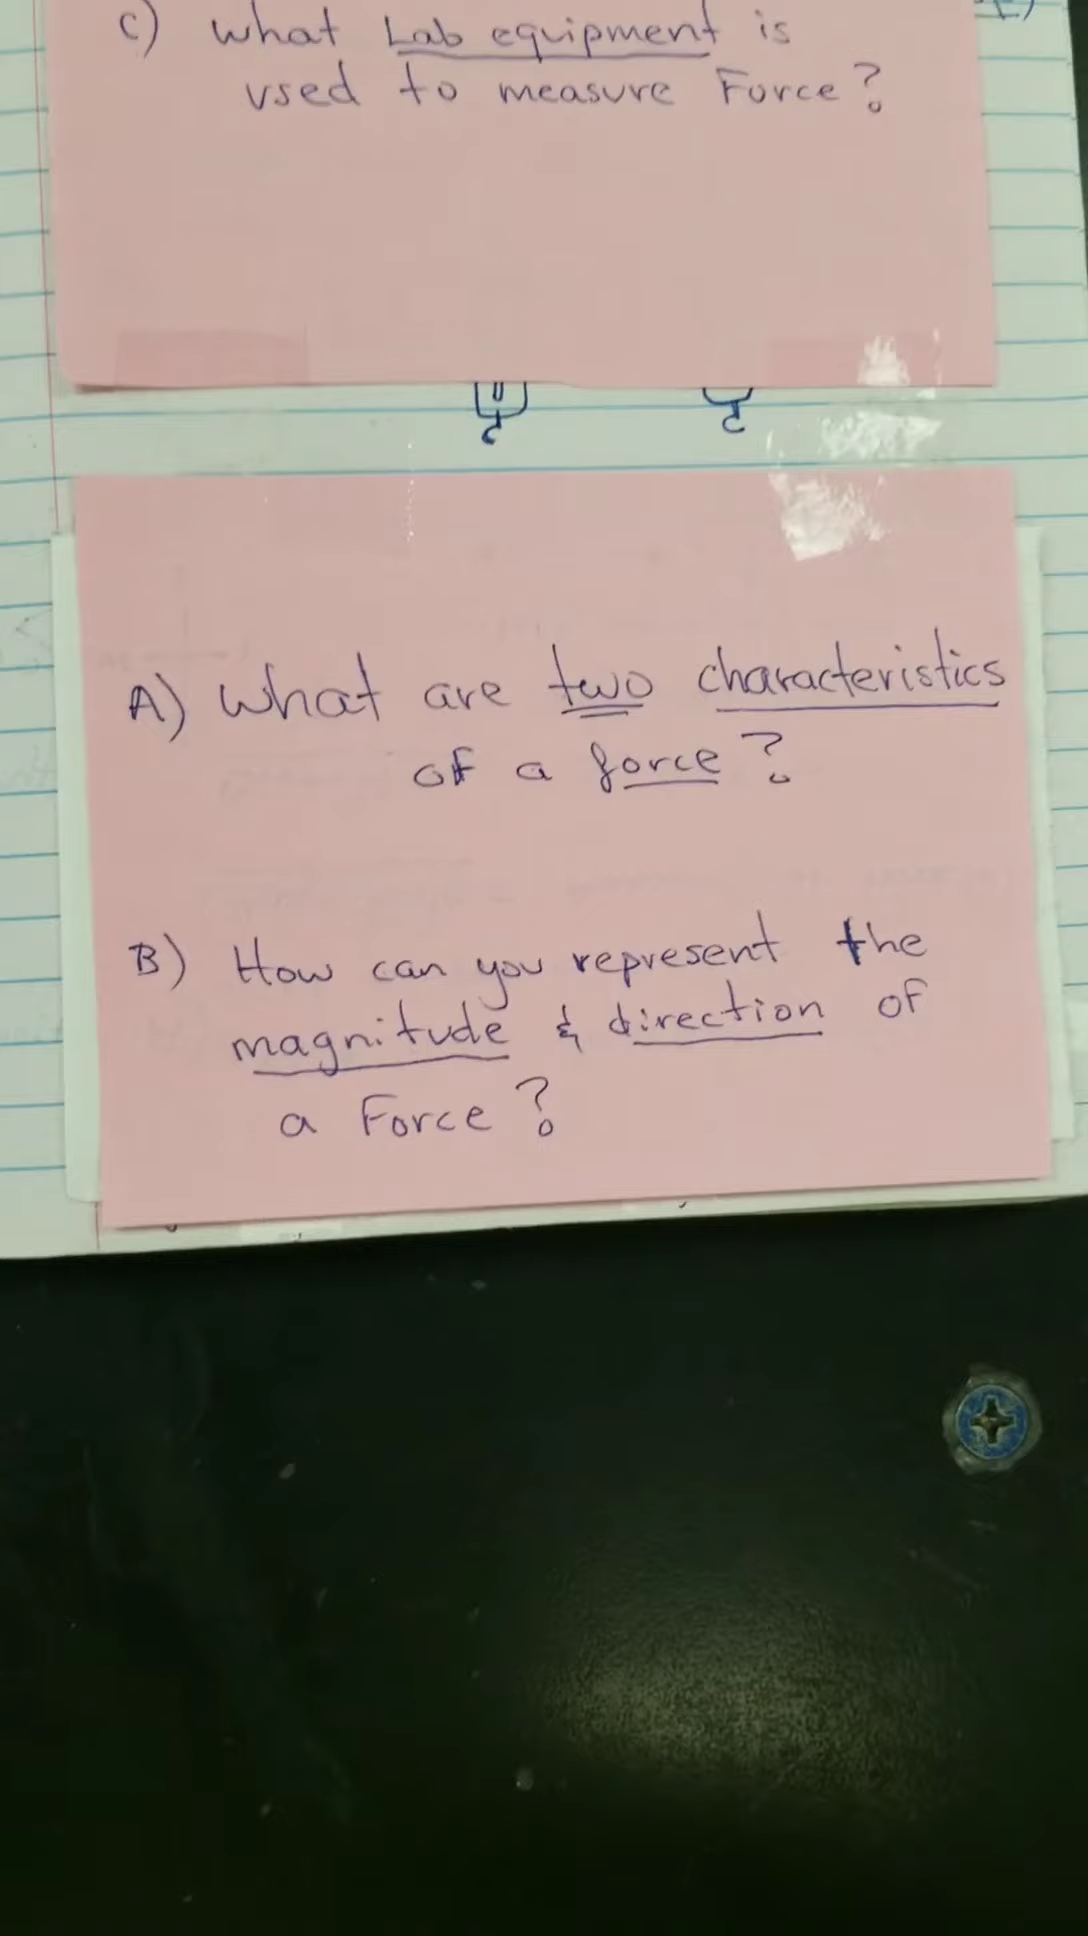 C) What Lab equipment is
used to measure Force?
A) What are two characteristics
of a force?
B) How can you represent the
magnitude & direction of
a Force?